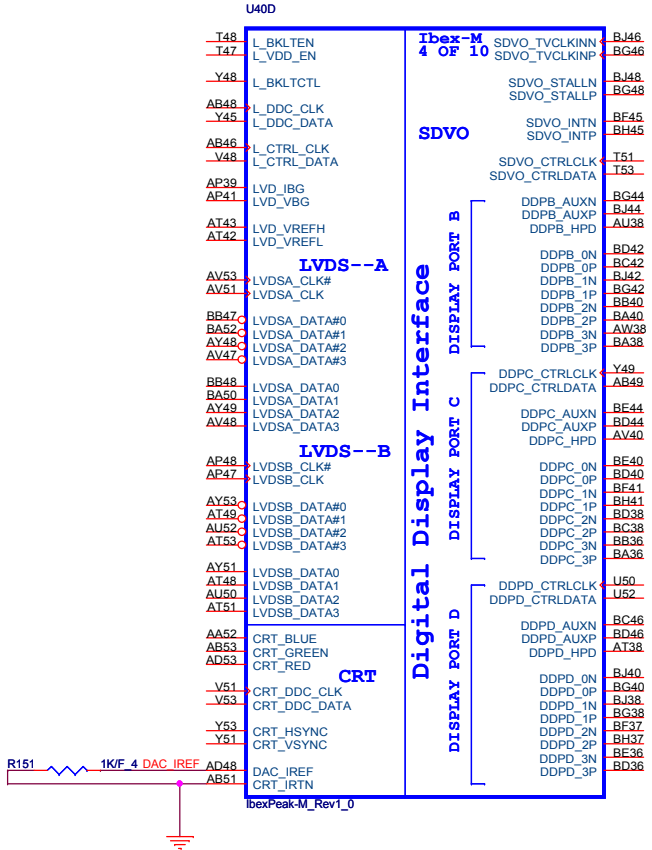 U40D
Ibex-M
4 OF 10
T48 L_BKLTEN
T47 L_VDD_EN
Y48 L_BKLTCTL
AB48 L_DDC_CLK
Y45 L_DDC_DATA
AB46 L_CTRL_CLK
V48 L_CTRL_DATA
AP39 LVD_IBG
AP41 LVD_VBG
AT43 LVD_VREFH
AT42 LVD_VREFL
LVDS--A
AV53 LVDSA_CLK#
AV51 LVDSA_CLK
BB47 LVDSA_DATA#0
BA52 LVDSA_DATA#1
AY48 LVDSA_DATA#2
AV47 LVDSA_DATA#3
BB48 LVDSA_DATA0
BA50 LVDSA_DATA1
AY49 LVDSA_DATA2
AV48 LVDSA_DATA3
LVDS--B
AP48 LVDSB_CLK#
AP47 LVDSB_CLK
AY53 LVDSB_DATA#0
AT49 LVDSB_DATA#1
AU52 LVDSB_DATA#2
AT53 LVDSB_DATA#3
AY51 LVDSB_DATA0
AT48 LVDSB_DATA1
AU50 LVDSB_DATA2
AT51 LVDSB_DATA3
AA52 CRT_BLUE
AB53 CRT_GREEN
AD53 CRT_RED
CRT
V51 CRT_DDC_CLK
V53 CRT_DDC_DATA
Y53 CRT_HSYNC
Y51 CRT_VSYNC
R151 1K/F_4 DAC_IREF AD48 DAC_IREF
AB51 CRT_IRTN
Digital Display Interface
SDVO_TVCLKINN BJ46
SDVO_TVCLKINP BG46
SDVO_STALLN BJ48
SDVO_STALLP BG48
SDVO_INTN BF45
SDVO_INTP BH45
SDVO
SDVO_CTRLCLK T51
SDVO_CTRLDATA T53
DISPLAY PORT B
DDPB_AUXN BG44
DDPB_AUXP BJ44
DDPB_HPD AU38
DDPB_0N BD42
DDPB_0P BC42
DDPB_1N BJ42
DDPB_1P BG42
DDPB_2N BB40
DDPB_2P BA40
DDPB_3N AW38
DDPB_3P BA38
DISPLAY PORT C
DDPC_CTRLCLK Y49
DDPC_CTRLDATA AB49
DDPC_AUXN BE44
DDPC_AUXP BD44
DDPC_HPD AV40
DDPC_0N BE40
DDPC_0P BD40
DDPC_1N BF41
DDPC_1P BH41
DDPC_2N BD38
DDPC_2P BC38
DDPC_3N BB36
DDPC_3P BA36
DISPLAY PORT D
DDPD_CTRLCLK U50
DDPD_CTRLDATA U52
DDPD_AUXN BC46
DDPD_AUXP BD46
DDPD_HPD AT38
DDPD_0N BJ40
DDPD_0P BG40
DDPD_1N BJ38
DDPD_1P BG38
DDPD_2N BF37
DDPD_2P BH37
DDPD_3N BE36
DDPD_3P BD36
IbexPeak-M_Rev1_0